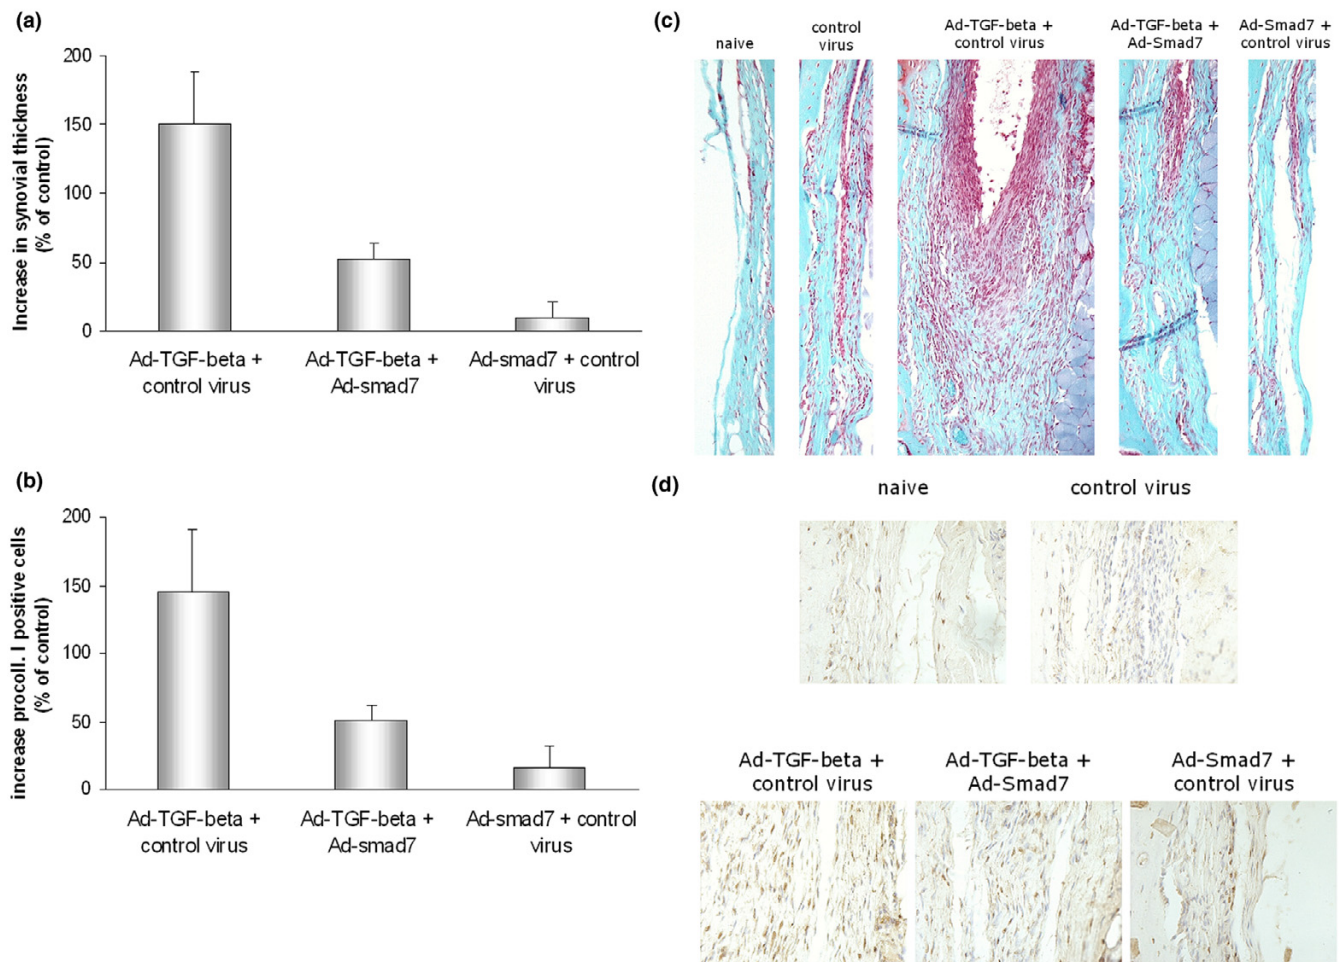 (a)
200
150
100
50
0
Increase in synovial thickness
(% of control)
Ad-TGF-beta +
control virus
Ad-TGF-beta +
Ad-smad7
Ad-smad7 + control
virus
(b)
200
150
100
50
0
increase procoll. I positive cells
(% of control)
Ad-TGF-beta +
control virus
Ad-TGF-beta +
Ad-smad7
Ad-smad7 + control
virus
(c)
naive
control
virus
Ad-TGF-beta +
control virus
Ad-TGF-beta +
Ad-Smad7
Ad-Smad7 +
control virus
(d)
naive
control virus
Ad-TGF-beta +
control virus
Ad-TGF-beta +
Ad-Smad7
Ad-Smad7 +
control virus